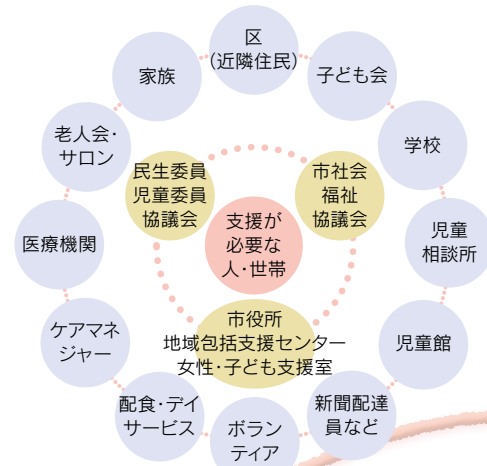 区
(近隣住民)
子ども会
学校
児童
相談所
児童館
新聞配達
員など
ボラン
ティア
配食・デイ
サービス
ケアマネ
ジャー
医療機関
老人会・
サロン
家族
民生委員
児童委員
協議会
市社会
福祉
協議会
支援が
必要な
人・世帯
市役所
地域包括支援センター
女性・子ども支援室